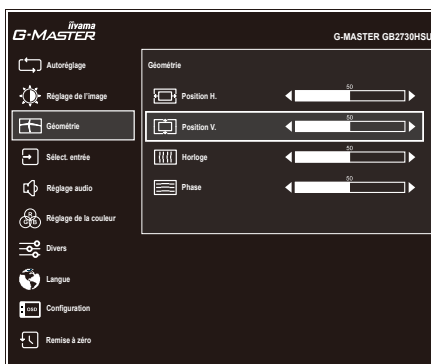 iiyama
G-MASTER
G-MASTER GB2730HSU
Autoréglage
Réglage de l'image
Géométrie
Sélect. entrée
Réglage audio
Réglage de la couleur
Divers
Langue
OSD
Configuration
Remise à zéro
Géométrie
Position H.
50
Position V.
50
Horloge
50
Phase
50
R
G B